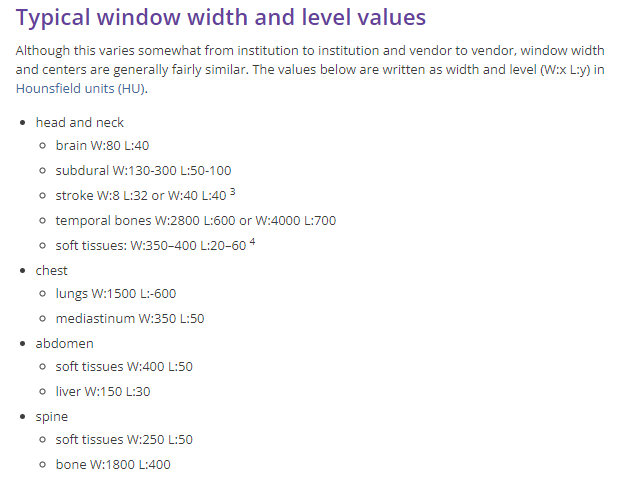 Typical window width and level values
Although this varies somewhat from institution to institution and vendor to vendor, window width
and centers are generally fairly similar. The values below are written as width and level (W:x L:y) in
Hounsfield units (HU).
• head and neck
○ brain W:80 L:40
○ subdural W:130-300 L:50-100
○ stroke W:8 L:32 or W:40 L:40 3
○ temporal bones W:2800 L:600 or W:4000 L:700
○ soft tissues: W:350–400 L:20–60 4
• chest
○ lungs W:1500 L:-600
○ mediastinum W:350 L:50
• abdomen
○ soft tissues W:400 L:50
○ liver W:150 L:30
• spine
○ soft tissues W:250 L:50
○ bone W:1800 L:400